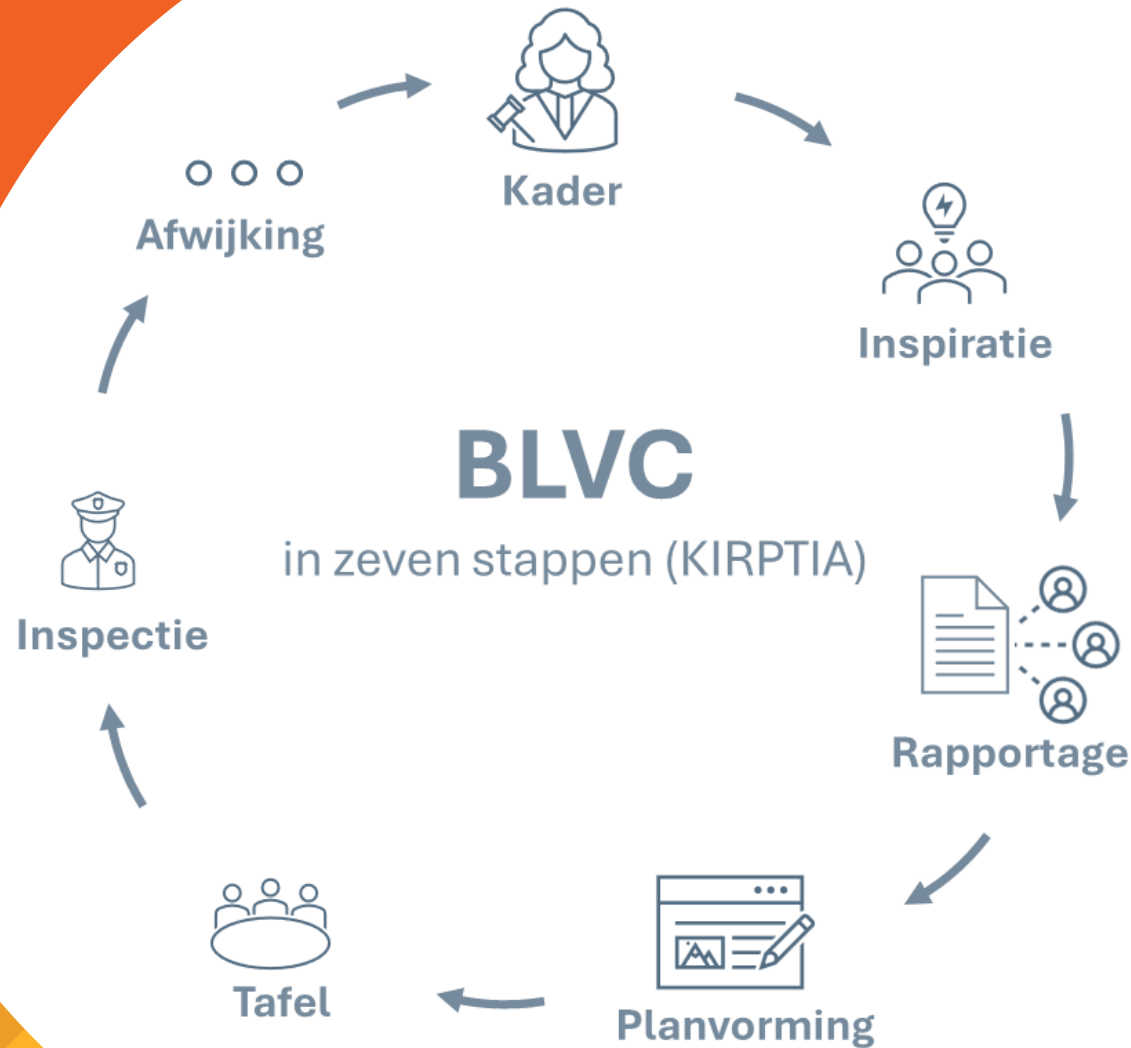 Kader
Inspiratie
Rapportage
Planvorming
Tafel
Inspectie
Afwijking
BLVC
in zeven stappen (KIRPTIA)